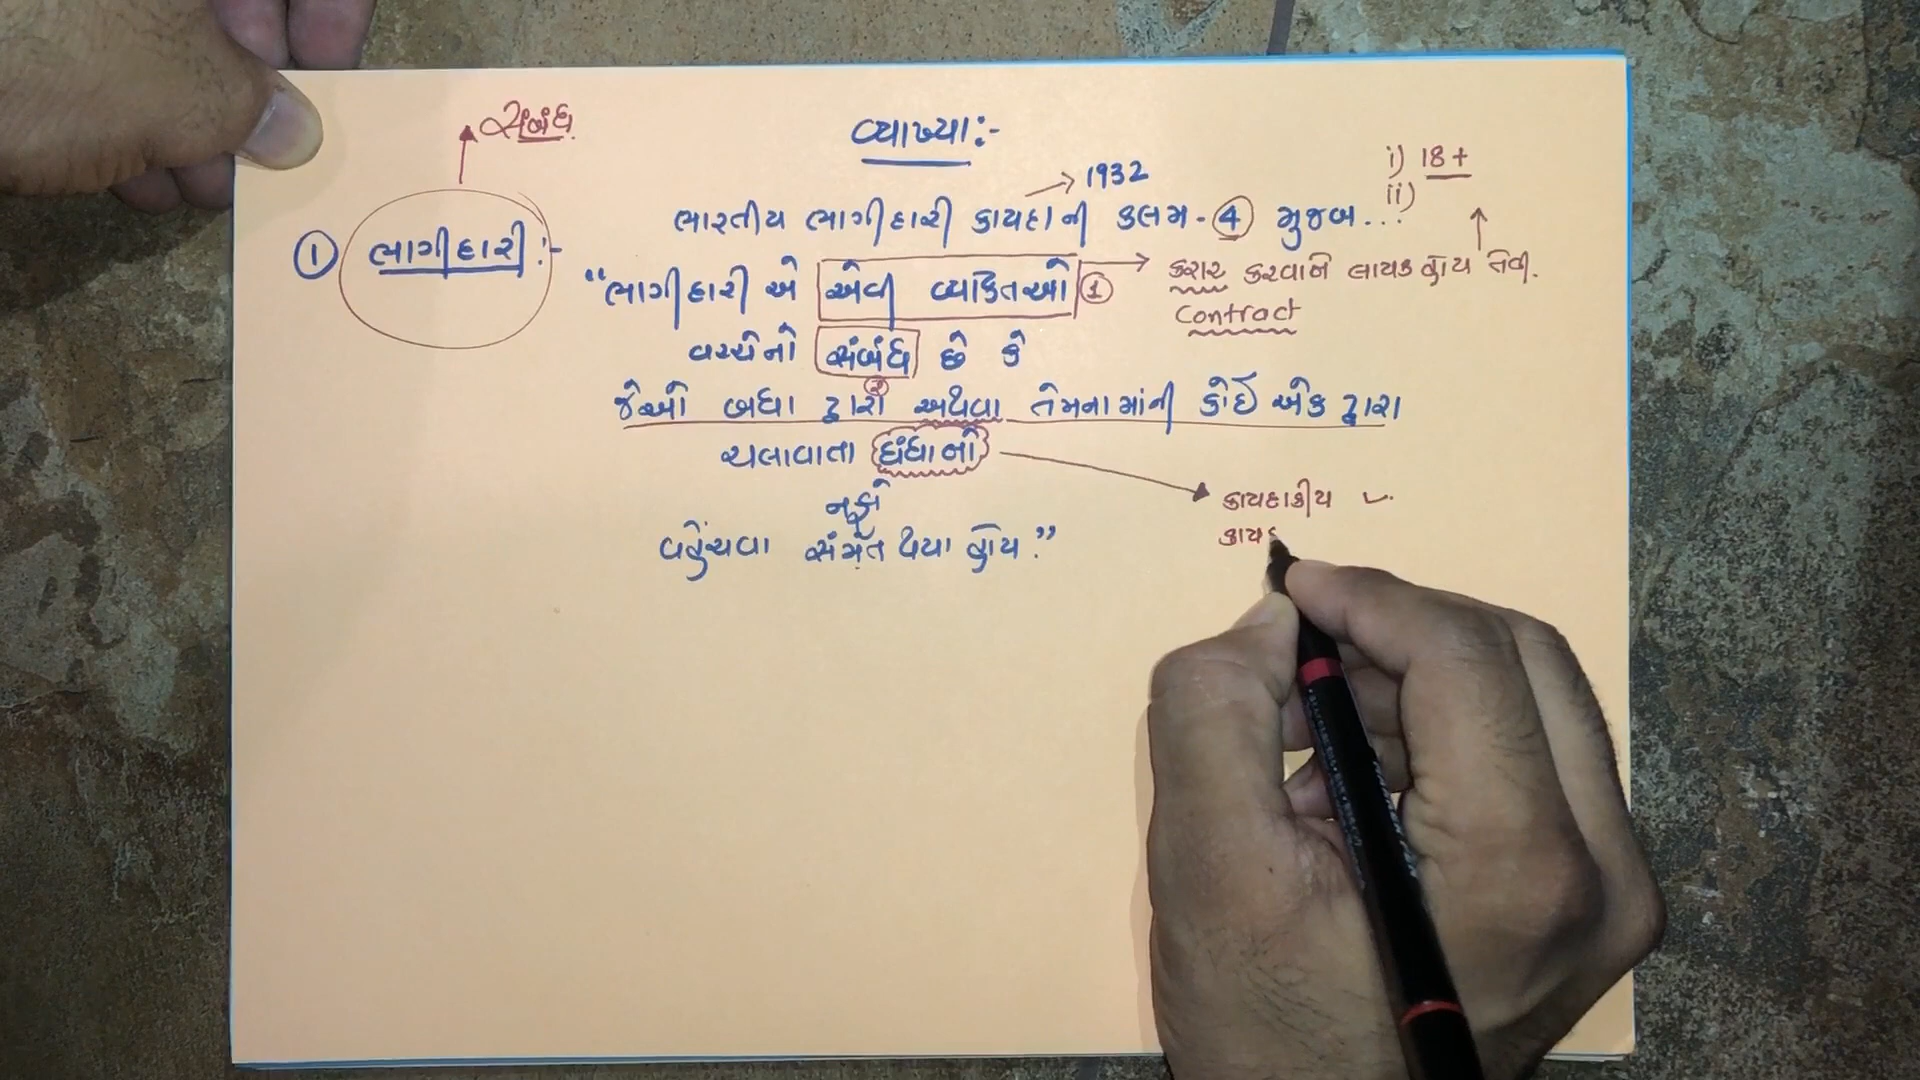 સંબંધ
વ્યાખ્યા:-
i) 18+
ii)
1932
ભારતીય ભાગીદારી કાયદાની કલમ-4 મુજબ...
① ભાગીદારી:-
"ભાગીદારી એ એવી વ્યક્તિઓ ①
કરાર કરવાને લાયક હોય તેવી.
Contract
વચ્ચેનો સંબંધ છે કે
જેઓ બધા દ્વારા અથવા તેમનામાંની કોઈ એક દ્વારા
ચલાવાતા ધંધાનો
કાયદાકીય
નફો
વહેંચવા સંમત થયા હોય."